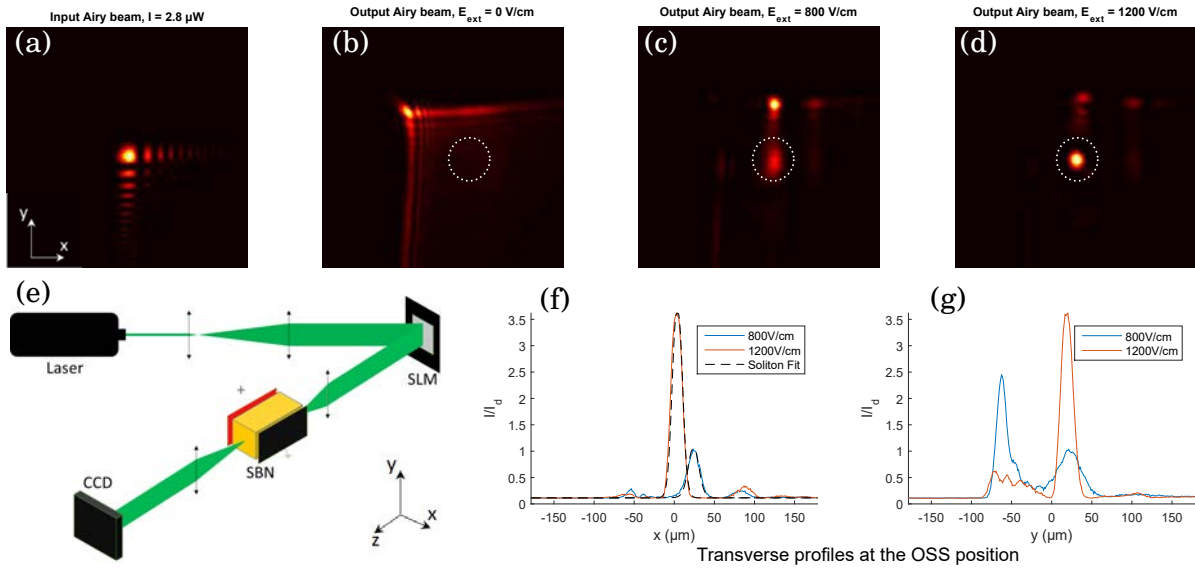 Input Airy beam, I = 2.8 µW
Output Airy beam, E_ext = 0 V/cm
Output Airy beam, E_ext = 800 V/cm
Output Airy beam, E_ext = 1200 V/cm
(a)
(b)
(c)
(d)
y
x
(e)
Laser
SLM
+
SBN
CCD
y
x
z
(f)
800V/cm
1200V/cm
Soliton Fit
I/I_d
3.5
3
2.5
2
1.5
1
0.5
0
-150 -100 -50 0 50 100 150
x (µm)
(g)
800V/cm
1200V/cm
I/I_d
3.5
3
2.5
2
1.5
1
0.5
0
-150 -100 -50 0 50 100 150
y (µm)
Transverse profiles at the OSS position